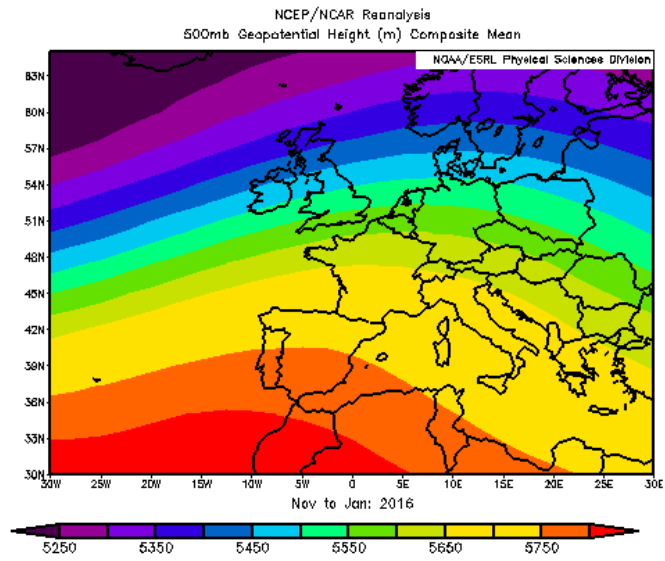 NCEP/NCAR Reanalysis
500mb Geopotential Height (m) Composite Mean
NOAA/ESRL Physical Sciences Division
83N
80N
57N
54N
51N
48N
45N
42N
39N
36N
33N
30N
30W 25W 20W 15W 10W 5W 0 5E 10E 15E 20E 25E 30E
Nov to Jan: 2016
5250 5350 5450 5550 5650 5750